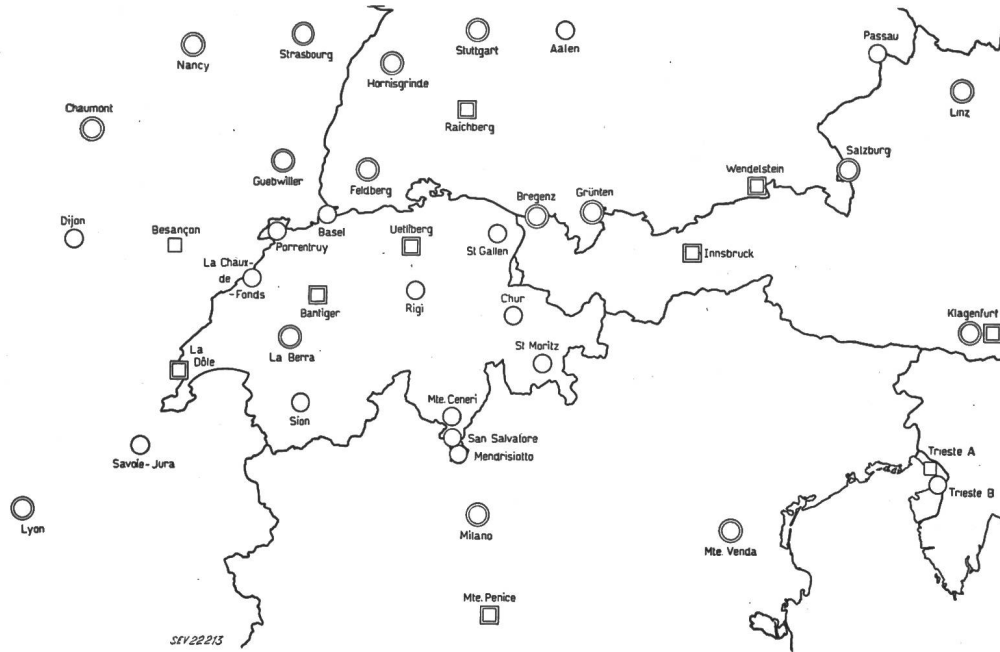 Nancy
Strasbourg
Hornisgrinde
Stuttgart
Aalen
Passau
Linz
Chaumont
Raichberg
Guebwiller
Feldberg
Wendelstein
Salzburg
Bregenz
Grünten
Dijon
Besançon
Porrentruy
Basel
Uetliberg
St Gallen
Innsbruck
La Chaux-
de
-Fonds
Bantiger
Rigi
Chur
Klagenfurt
La
Dôle
La Berra
St Moritz
Sion
Mte. Ceneri
San Salvatore
Mendrisiotto
Savoie-Jura
Trieste A
Trieste B
Lyon
Milano
Mte. Venda
Mte. Penice
SEV22213